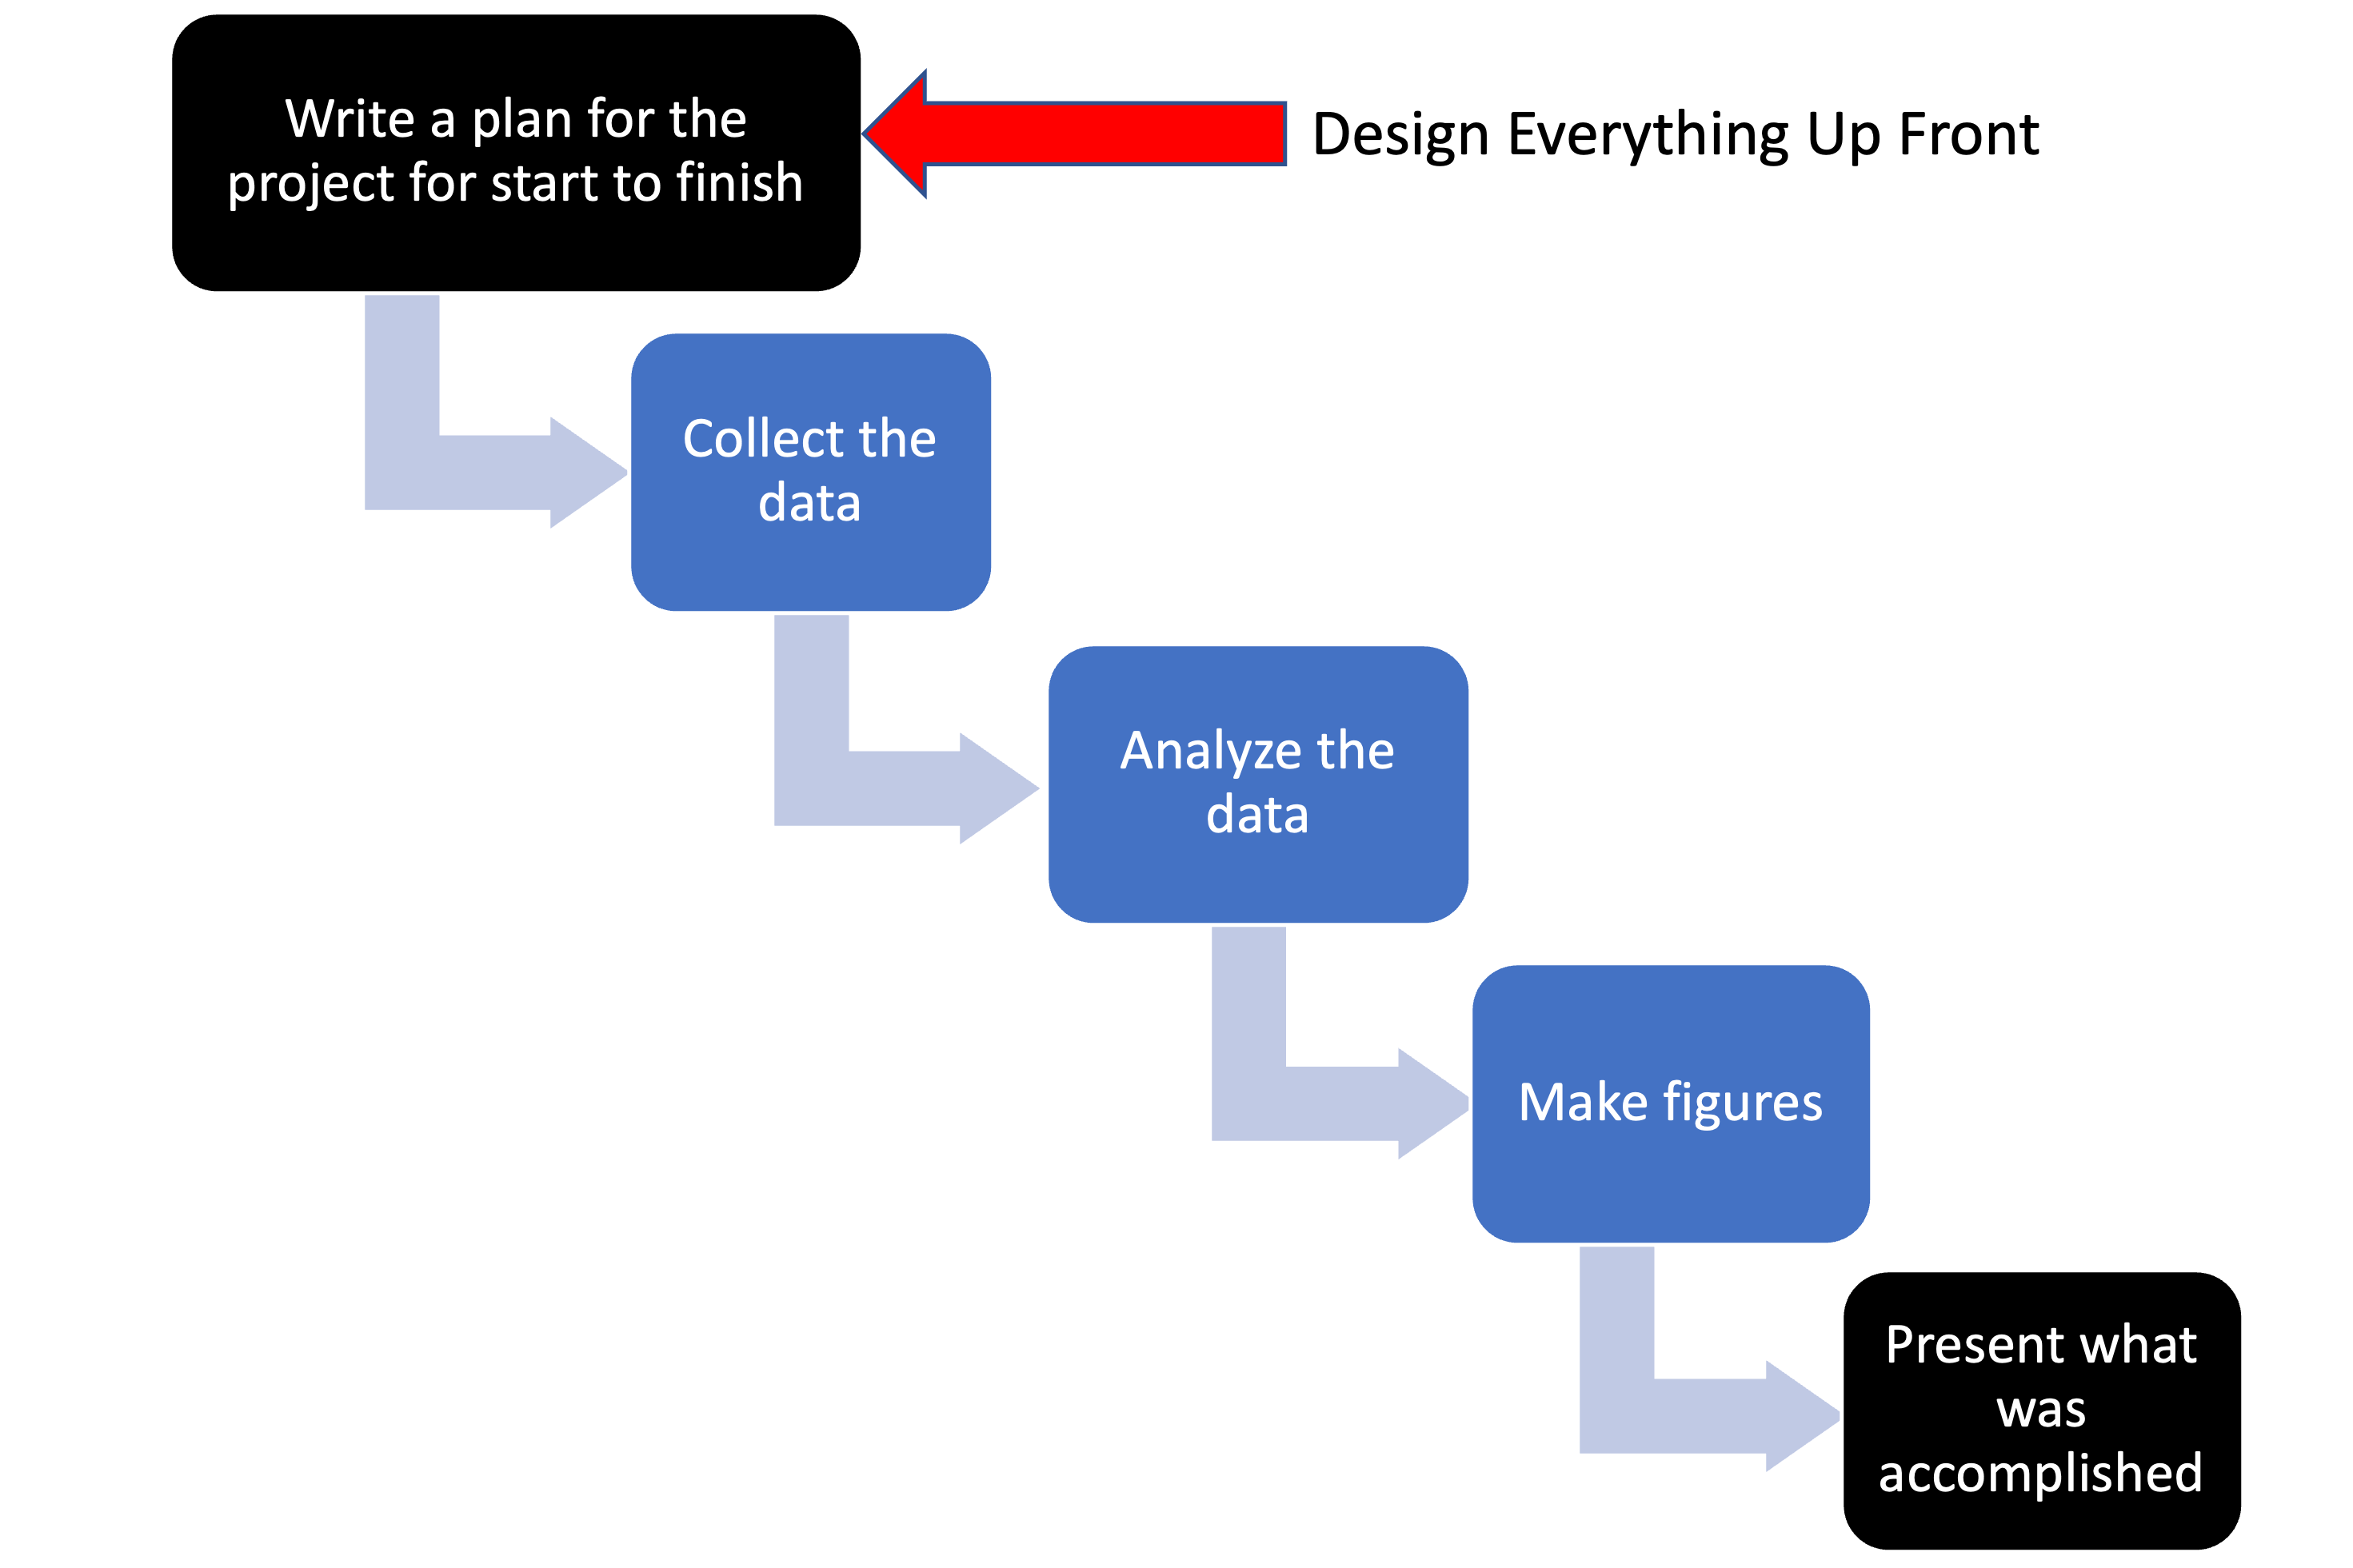 Write a plan for the
project for start to finish
Design Everything Up Front
Collect the
data
Analyze the
data
Make figures
Present what
was
accomplished